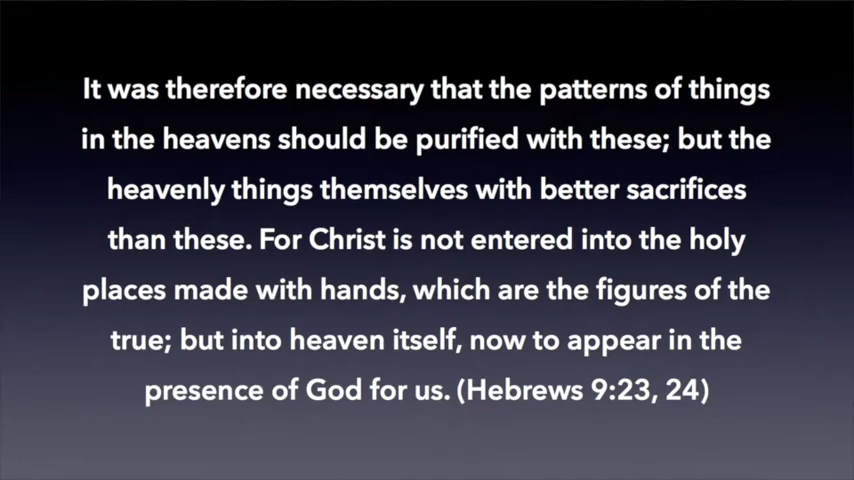 It was therefore necessary that the patterns of things
in the heavens should be purified with these; but the
heavenly things themselves with better sacrifices
than these. For Christ is not entered into the holy
places made with hands, which are the figures of the
true; but into heaven itself, now to appear in the
presence of God for us. (Hebrews 9:23, 24)